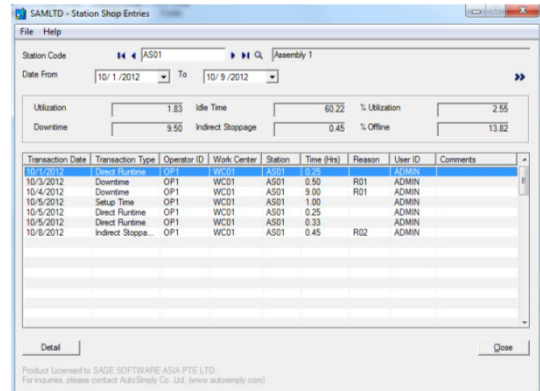 SAMLTD - Station Shop Entries
File Help
Station Code AS01 Assembly 1
Date From 10/ 1 /2012 To 10/ 9 /2012
Utilization 1.83 Idle Time 60.22 % Utilization 2.55
Downtime 9.50 Indirect Stoppage 0.45 % Offline 13.82
Transaction Date Transaction Type Operator ID Work Center Station Time (Hrs) Reason User ID Comments
10/1/2012 Direct Runtime OP1 WC01 AS01 0.25 ADMIN
10/3/2012 Downtime OP1 WC01 AS01 0.50 R01 ADMIN
10/4/2012 Downtime OP1 WC01 AS01 9.00 R01 ADMIN
10/5/2012 Setup Time OP1 WC01 AS01 1.00 ADMIN
10/5/2012 Direct Runtime OP1 WC01 AS01 0.25 ADMIN
10/5/2012 Direct Runtime OP1 WC01 AS01 0.33 ADMIN
10/8/2012 Indirect Stoppa... OP1 WC01 AS01 0.45 R02 ADMIN
Detail Close
Product Licensed to SAGE SOFTWARE ASIA PTE LTD.
For inquiries, please contact AutoSimply Co. Ltd. (www.autosimply.com)